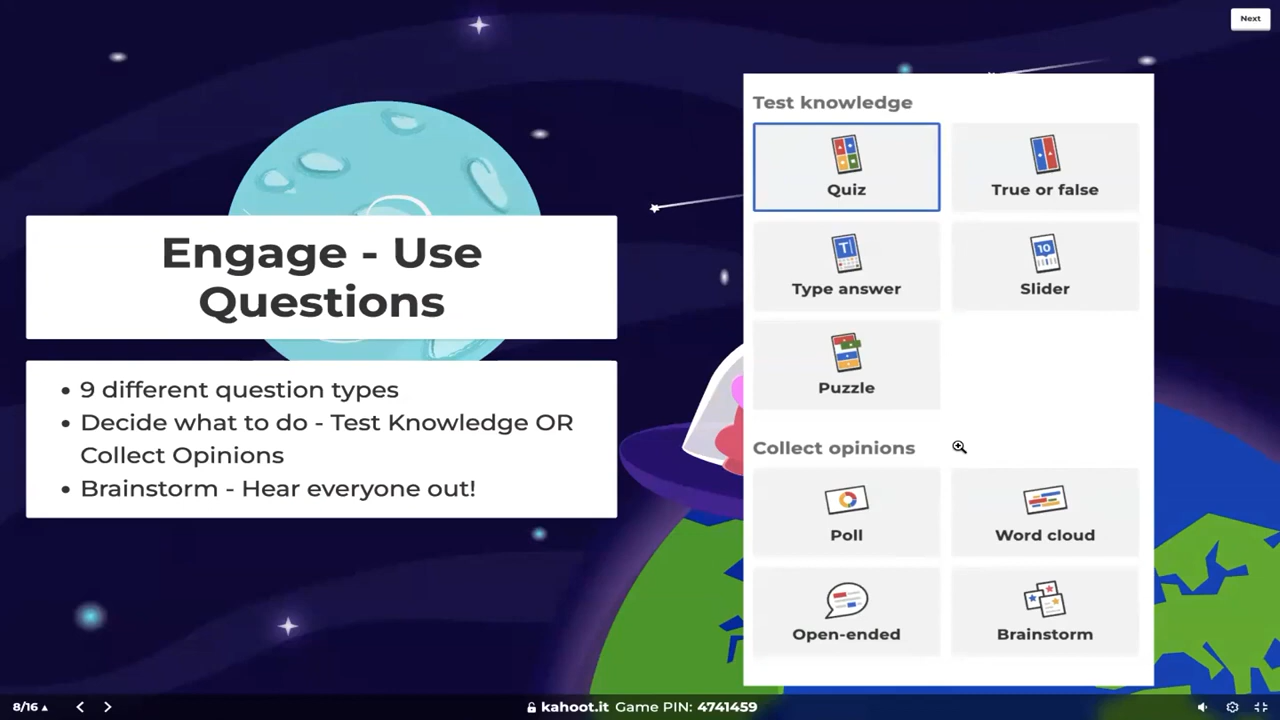 Next
Engage - Use
Questions
• 9 different question types
• Decide what to do - Test Knowledge OR
Collect Opinions
• Brainstorm - Hear everyone out!
Test knowledge
Quiz
True or false
T
Type answer
10
Slider
Puzzle
Collect opinions
Poll
Word cloud
Open-ended
Brainstorm
8/16
kahoot.it Game PIN: 4741459